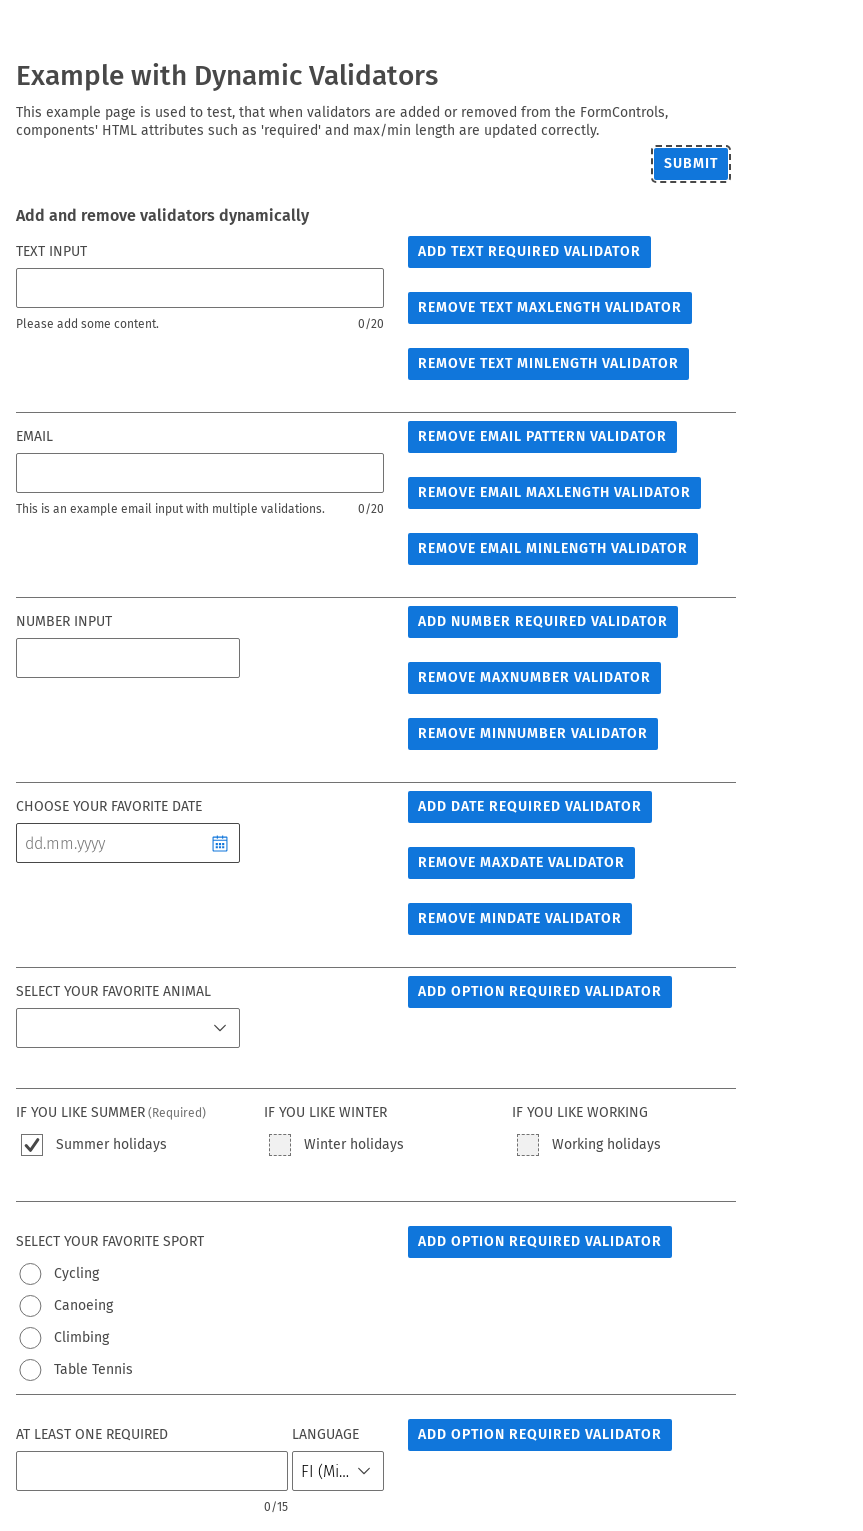 Example with Dynamic Validators
This example page is used to test, that when validators are added or removed from the FormControls,
components' HTML attributes such as 'required' and max/min length are updated correctly.
SUBMIT
Add and remove validators dynamically
TEXT INPUT
ADD TEXT REQUIRED VALIDATOR
REMOVE TEXT MAXLENGTH VALIDATOR
Please add some content. 0/20
REMOVE TEXT MINLENGTH VALIDATOR
EMAIL
REMOVE EMAIL PATTERN VALIDATOR
REMOVE EMAIL MAXLENGTH VALIDATOR
This is an example email input with multiple validations. 0/20
REMOVE EMAIL MINLENGTH VALIDATOR
NUMBER INPUT
ADD NUMBER REQUIRED VALIDATOR
REMOVE MAXNUMBER VALIDATOR
REMOVE MINNUMBER VALIDATOR
CHOOSE YOUR FAVORITE DATE
ADD DATE REQUIRED VALIDATOR
dd.mm.yyyy
REMOVE MAXDATE VALIDATOR
REMOVE MINDATE VALIDATOR
SELECT YOUR FAVORITE ANIMAL
ADD OPTION REQUIRED VALIDATOR
IF YOU LIKE SUMMER (Required) IF YOU LIKE WINTER IF YOU LIKE WORKING
Summer holidays Winter holidays Working holidays
SELECT YOUR FAVORITE SPORT
ADD OPTION REQUIRED VALIDATOR
Cycling
Canoeing
Climbing
Table Tennis
AT LEAST ONE REQUIRED LANGUAGE
ADD OPTION REQUIRED VALIDATOR
FI (Mi...
0/15